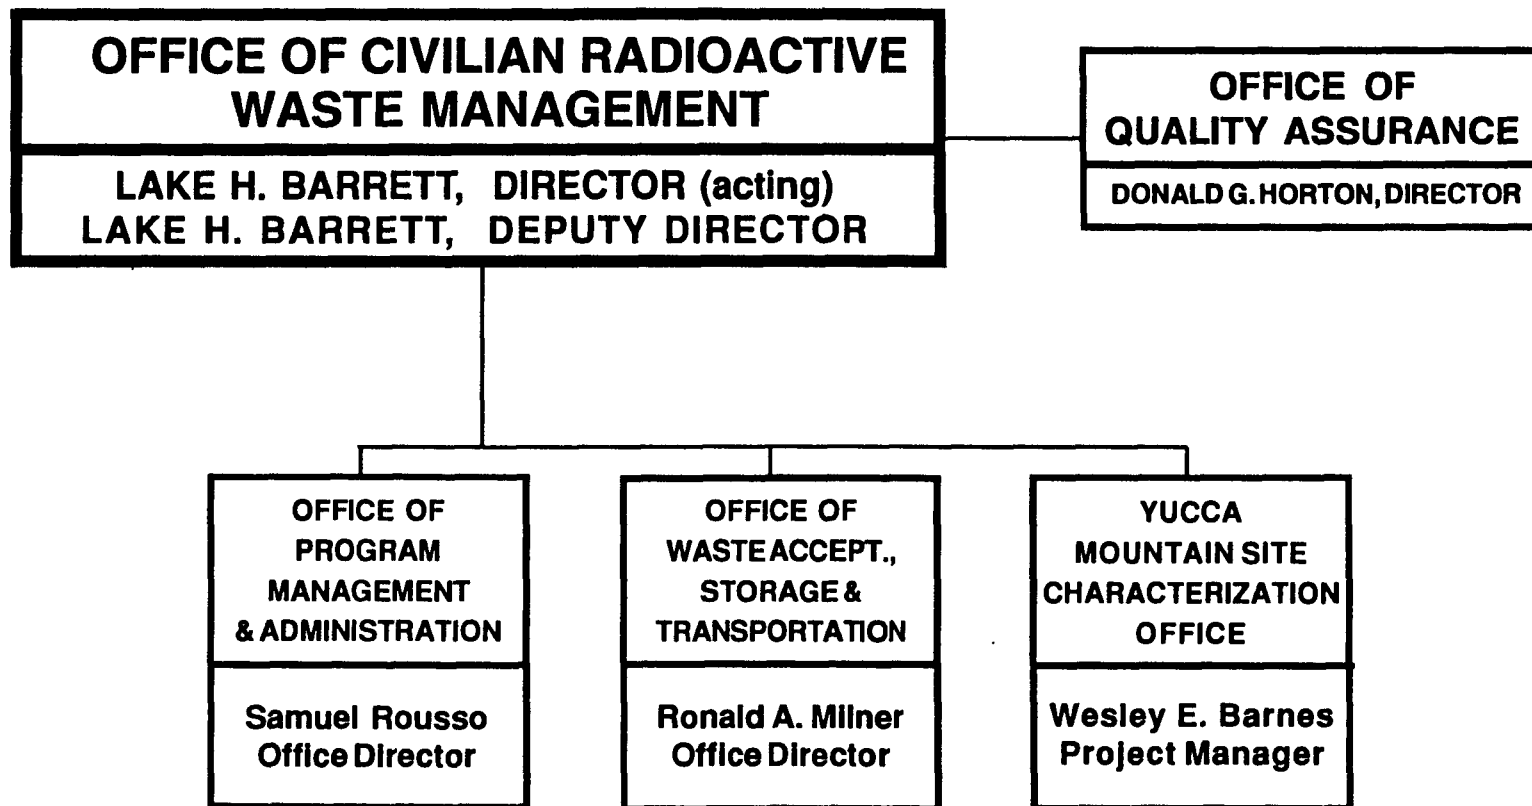 OFFICE OF CIVILIAN RADIOACTIVE
WASTE MANAGEMENT
LAKE H. BARRETT, DIRECTOR (acting)
LAKE H. BARRETT, DEPUTY DIRECTOR
OFFICE OF
QUALITY ASSURANCE
DONALD G. HORTON, DIRECTOR
OFFICE OF
PROGRAM
MANAGEMENT
& ADMINISTRATION
Samuel Rousso
Office Director
OFFICE OF
WASTE ACCEPT.,
STORAGE &
TRANSPORTATION
Ronald A. Milner
Office Director
YUCCA
MOUNTAIN SITE
CHARACTERIZATION
OFFICE
Wesley E. Barnes
Project Manager